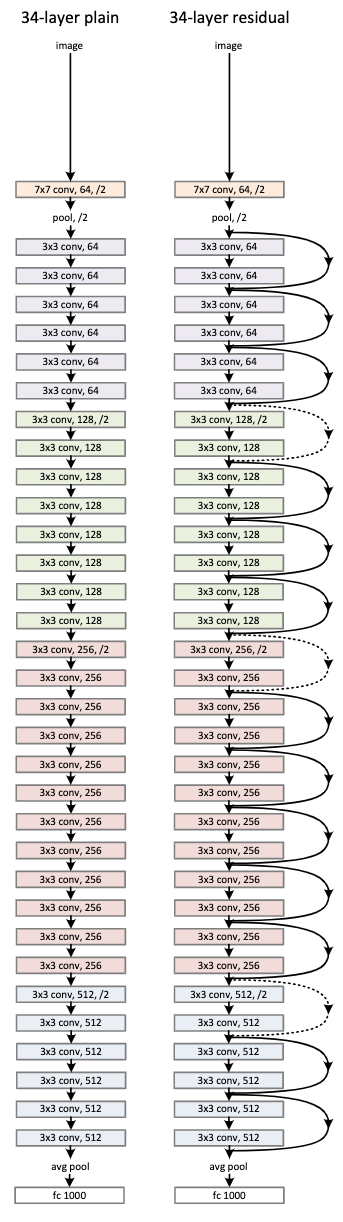 34-layer plain
image
7x7 conv, 64, /2
pool, /2
3x3 conv, 64
3x3 conv, 64
3x3 conv, 64
3x3 conv, 64
3x3 conv, 64
3x3 conv, 64
3x3 conv, 128, /2
3x3 conv, 128
3x3 conv, 128
3x3 conv, 128
3x3 conv, 128
3x3 conv, 128
3x3 conv, 128
3x3 conv, 128
3x3 conv, 256, /2
3x3 conv, 256
3x3 conv, 256
3x3 conv, 256
3x3 conv, 256
3x3 conv, 256
3x3 conv, 256
3x3 conv, 256
3x3 conv, 256
3x3 conv, 256
3x3 conv, 256
3x3 conv, 256
3x3 conv, 512, /2
3x3 conv, 512
3x3 conv, 512
3x3 conv, 512
3x3 conv, 512
3x3 conv, 512
avg pool
fc 1000
34-layer residual
image
7x7 conv, 64, /2
pool, /2
3x3 conv, 64
3x3 conv, 64
3x3 conv, 64
3x3 conv, 64
3x3 conv, 64
3x3 conv, 64
3x3 conv, 128, /2
3x3 conv, 128
3x3 conv, 128
3x3 conv, 128
3x3 conv, 128
3x3 conv, 128
3x3 conv, 128
3x3 conv, 128
3x3 conv, 256, /2
3x3 conv, 256
3x3 conv, 256
3x3 conv, 256
3x3 conv, 256
3x3 conv, 256
3x3 conv, 256
3x3 conv, 256
3x3 conv, 256
3x3 conv, 256
3x3 conv, 256
3x3 conv, 256
3x3 conv, 512, /2
3x3 conv, 512
3x3 conv, 512
3x3 conv, 512
3x3 conv, 512
3x3 conv, 512
avg pool
fc 1000